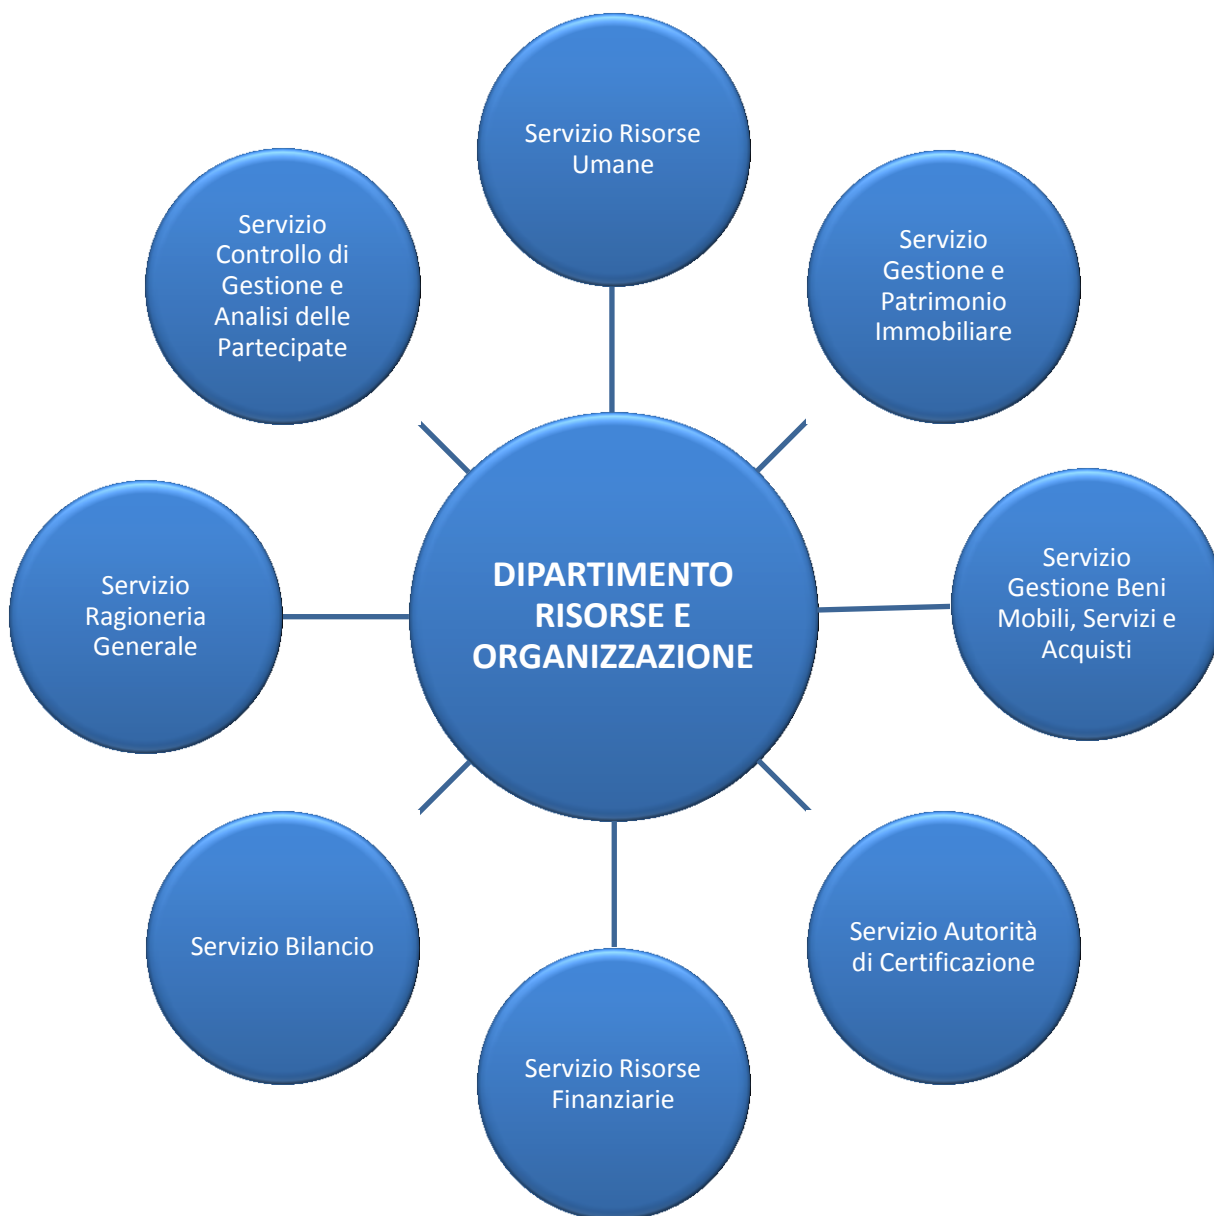 Servizio Risorse
Umane
Servizio
Controllo di
Gestione e
Analisi delle
Partecipate
Servizio
Gestione e
Patrimonio
Immobiliare
Servizio
Ragioneria
Generale
DIPARTIMENTO
RISORSE E
ORGANIZZAZIONE
Servizio
Gestione Beni
Mobili, Servizi e
Acquisti
Servizio Bilancio
Servizio Autorità
di Certificazione
Servizio Risorse
Finanziarie